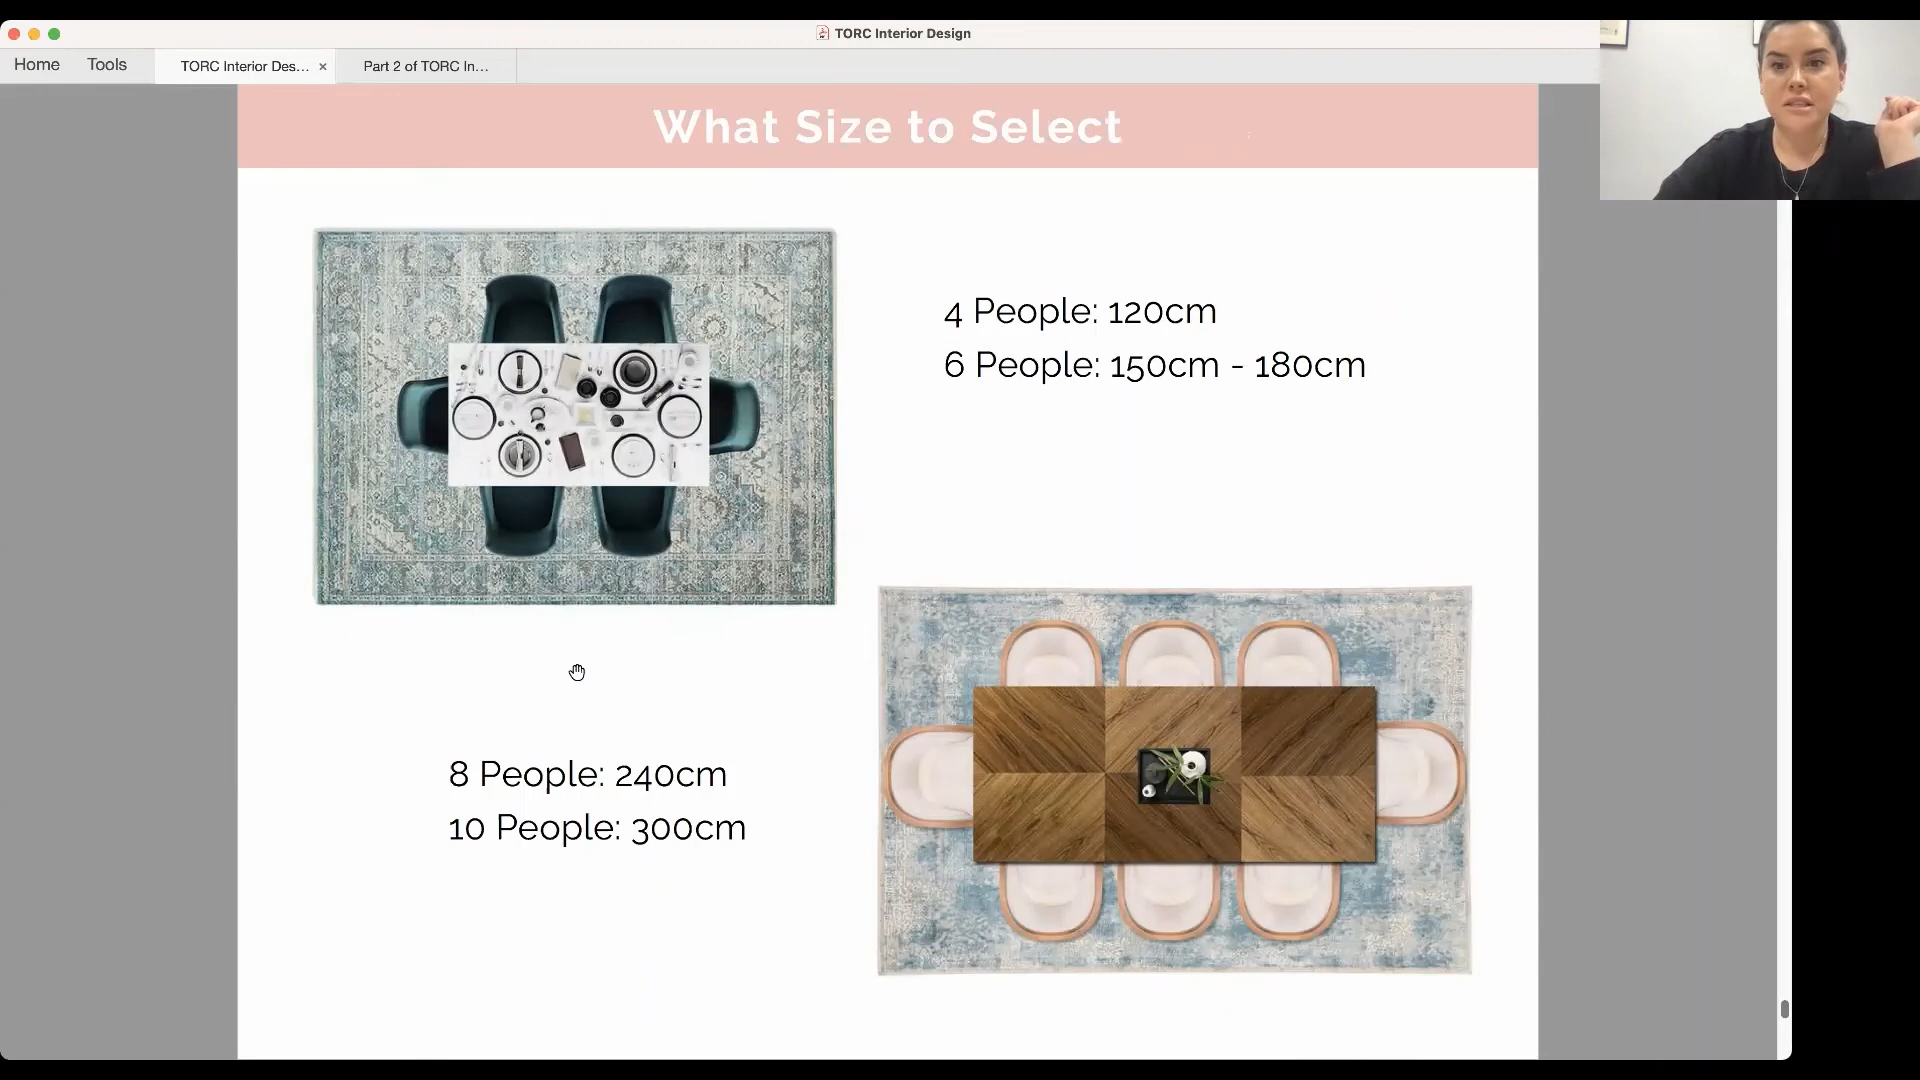 TORC Interior Design
Home
Tools
TORC Interior Des... ×
Part 2 of TORC In...
What Size to Select
4 People: 120cm
6 People: 150cm - 180cm
8 People: 240cm
10 People: 300cm